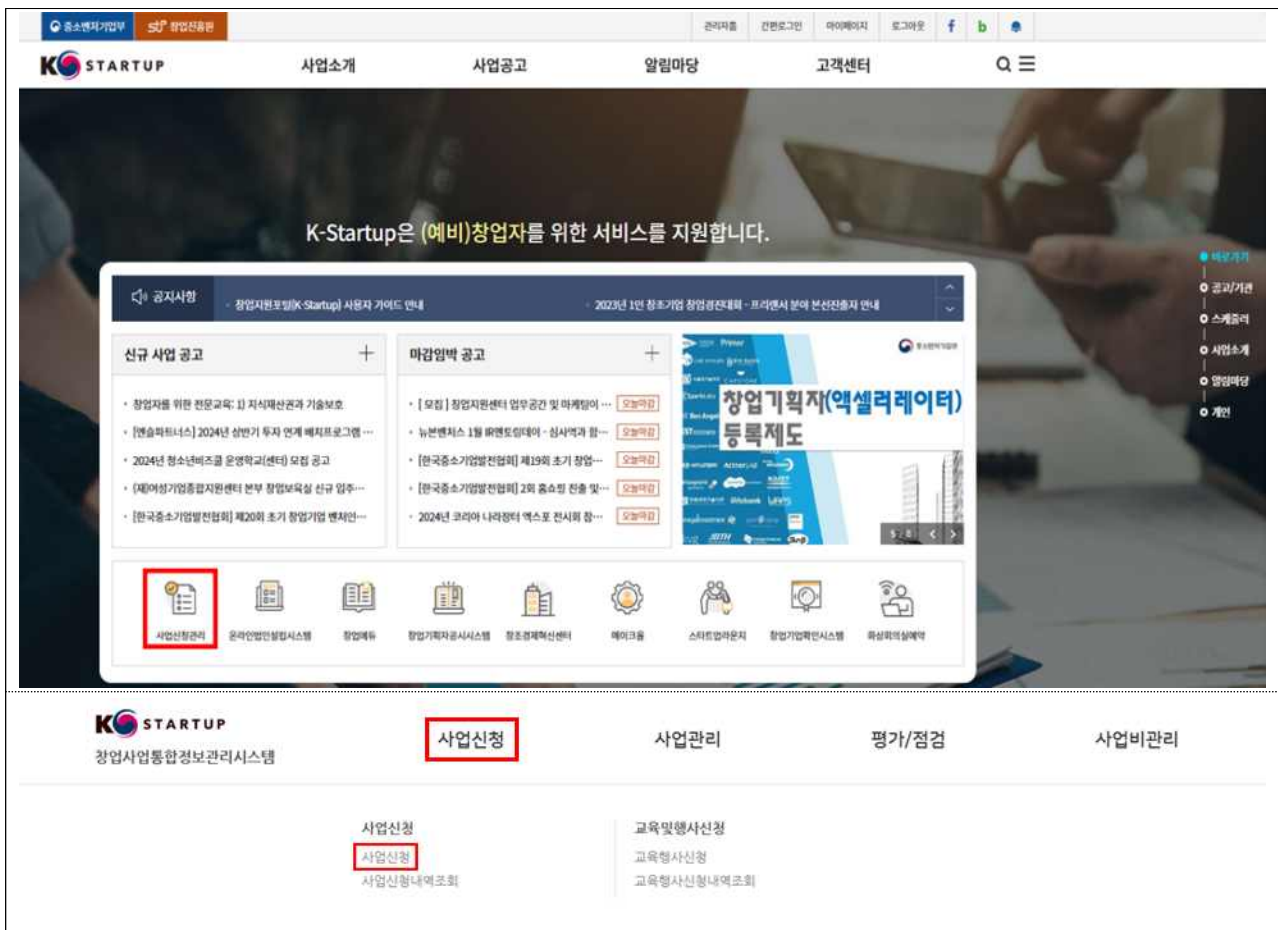 중소벤처기업부
창업진흥원
관리자홈 간편로그인 마이페이지 로그아웃 f b
K STARTUP 사업소개 사업공고 알림마당 고객센터
K-Startup은 (예비)창업자를 위한 서비스를 지원합니다.
바로가기
공고/기관
스케줄러
사업소개
알림마당
개인
공지사항
창업지원포털(K-Startup) 사용자 가이드 안내
2023년 1인 창조기업 창업경진대회 - 프리랜서 분야 본선진출자 안내
신규 사업 공고
창업자를 위한 전문교육: 1) 지식재산권과 기술보호
[엔슬파트너스] 2024년 상반기 투자 연계 배치프로그램 …
2024년 청소년비즈쿨 운영학교(센터) 모집 공고
(재)여성기업종합지원센터 본부 창업보육실 신규 입주…
[한국중소기업발전협회] 제20회 초기 창업기업 벤처인…
마감임박 공고
[ 모집 ] 창업지원센터 업무공간 및 마케팅이 … 오늘마감
뉴본벤처스 1월 IR멘토링데이 - 심사역과 함… 오늘마감
[한국중소기업발전협회] 제19회 초기 창업… 오늘마감
[한국중소기업발전협회] 2회 홈쇼핑 진출 및… 오늘마감
2024년 코리아 나라장터 엑스포 전시회 참… 오늘마감
중소벤처기업부
창업기획자(액셀러레이터)
등록제도
5 / 8
사업신청관리 온라인법인설립시스템 창업에듀 창업기획자공시시스템 창조경제혁신센터 메이크올 스타트업라운지 창업기업확인시스템 화상회의실예약
K STARTUP
창업사업통합정보관리시스템
사업신청 사업관리 평가/점검 사업비관리
사업신청
사업신청
사업신청내역조회
교육및행사신청
교육행사신청
교육행사신청내역조회